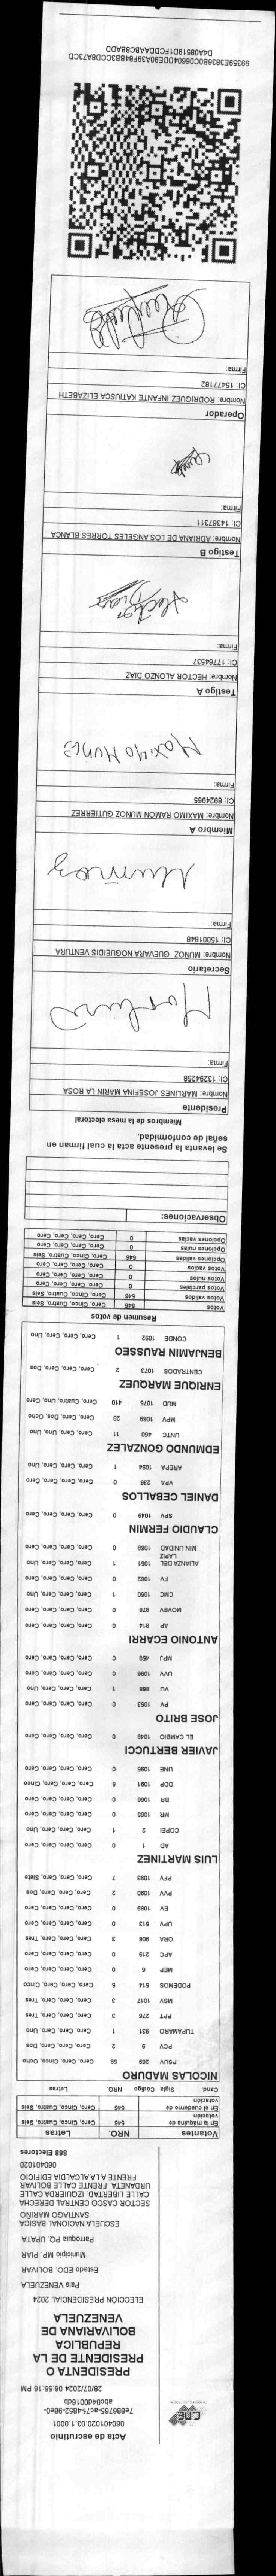 CNE
Acta de escrutinio
060401020.03.1.0001
7e886765-ac7f-4852-98e0-
abc04d0016db
28/07/2024 06:55:16 PM
PRESIDENTA O
PRESIDENTE DE LA
REPUBLICA
BOLIVARIANA DE
VENEZUELA
ELECCIÓN PRESIDENCIAL 2024
Pais VENEZUELA
Estado EDO. BOLIVAR
Municipio MP. PIAR
Parroquia PQ. UPATA
ESCUELA NACIONAL BASICA
SANTIAGO MARIÑO
SECTOR CASCO CENTRAL DERECHA
CALLE LIBERTAD. IZQUIERDA CALLE
URDANETA. FRENTE CALLE BOLIVAR
FRENTE A LA ALCALDIA EDIFICIO
060401020
868 Electores
Votantes NRO. Letras
En la máquina de votación 546 Cero, Cinco, Cuatro, Seis
En el cuaderno de votación 546 Cero, Cinco, Cuatro, Seis
Cand. Sigla Código NRO. Letras
NICOLAS MADURO
PSUV 269 58 Cero, Cero, Cinco, Ocho
PCV 9 2 Cero, Cero, Cero, Dos
TUPAMARO 931 1 Cero, Cero, Cero, Uno
PPT 276 3 Cero, Cero, Cero, Tres
MSV 1017 3 Cero, Cero, Cero, Tres
PODEMOS 514 5 Cero, Cero, Cero, Cinco
MEP 6 0 Cero, Cero, Cero, Cero
APC 219 0 Cero, Cero, Cero, Cero
ORA 906 3 Cero, Cero, Cero, Tres
UPV 513 0 Cero, Cero, Cero, Cero
EV 1089 0 Cero, Cero, Cero, Cero
PVV 1090 2 Cero, Cero, Cero, Dos
PFV 1093 7 Cero, Cero, Cero, Siete
LUIS MARTINEZ
AD 1 0 Cero, Cero, Cero, Cero
COPEI 2 1 Cero, Cero, Cero, Uno
MR 1065 0 Cero, Cero, Cero, Cero
BR 1066 0 Cero, Cero, Cero, Cero
DDP 1091 5 Cero, Cero, Cero, Cinco
UNE 1095 0 Cero, Cero, Cero, Cero
JAVIER BERTUCCI
EL CAMBIO 1048 0 Cero, Cero, Cero, Cero
JOSE BRITO
PV 1053 0 Cero, Cero, Cero, Cero
VU 868 1 Cero, Cero, Cero, Uno
UVV 1096 0 Cero, Cero, Cero, Cero
MPJ 459 0 Cero, Cero, Cero, Cero
ANTONIO ECARRI
AP 814 0 Cero, Cero, Cero, Cero
MOVEV 878 0 Cero, Cero, Cero, Cero
CMC 1050 1 Cero, Cero, Cero, Uno
FV 1062 0 Cero, Cero, Cero, Cero
ALIANZA DEL LAPIZ 1051 1 Cero, Cero, Cero, Uno
MIN UNIDAD 1069 0 Cero, Cero, Cero, Cero
CLAUDIO FERMIN
SPV 1049 0 Cero, Cero, Cero, Cero
DANIEL CEBALLOS
VPA 236 0 Cero, Cero, Cero, Cero
AREPA 1094 1 Cero, Cero, Cero, Uno
EDMUNDO GONZALEZ
UNTC 460 11 Cero, Cero, Uno, Uno
MPV 1069 28 Cero, Cero, Dos, Ocho
MUD 1075 410 Cero, Cuatro, Uno, Cero
ENRIQUE MARQUEZ
CENTRADOS 1073 2 Cero, Cero, Cero, Dos
BENJAMIN RAUSSEO
CONDE 1092 1 Cero, Cero, Cero, Uno
Resumen de votos
Votos 546 Cero, Cinco, Cuatro, Seis
Votos validos 546 Cero, Cinco, Cuatro, Seis
Votos parciales 0 Cero, Cero, Cero, Cero
Votos nulos 0 Cero, Cero, Cero, Cero
Votos vacios 0 Cero, Cero, Cero, Cero
Opciones válidas 546 Cero, Cinco, Cuatro, Seis
Opciones nulas 0 Cero, Cero, Cero, Cero
Opciones vacias 0 Cero, Cero, Cero, Cero
Observaciones:
Se levanta la presente acta la cual firman en
señal de conformidad.
Miembros de la mesa electoral
Presidente
Nombre: MARLINES JOSEFINA MARIN LA ROSA
CI: 13294258
Firma:
Secretario
Nombre: MUÑOZ GUEVARA NOGUEIDIS VENTURA
CI: 15001848
Firma:
Muñoz
Miembro A
Nombre: MAXIMO RAMON MUÑOZ GUTIERREZ
CI: 8924965
Firma:
Maximo Muñoz
Testigo A
Nombre: HECTOR ALONZO DIAZ
CI: 17764537
Firma:
Hector
Diaz
Testigo B
Nombre: ADRIANA DE LOS ANGELES TORRES BLANCA
CI: 14367311
Firma:
Operador
Nombre: RODRIGUEZ INFANTE KATIUSCA ELIZABETH
CI: 15477182
Firma:
99359E3836B0C06604DDE90A39F84BB3CCD8A73CD
D4A08519D1FCDDAABC8BADD